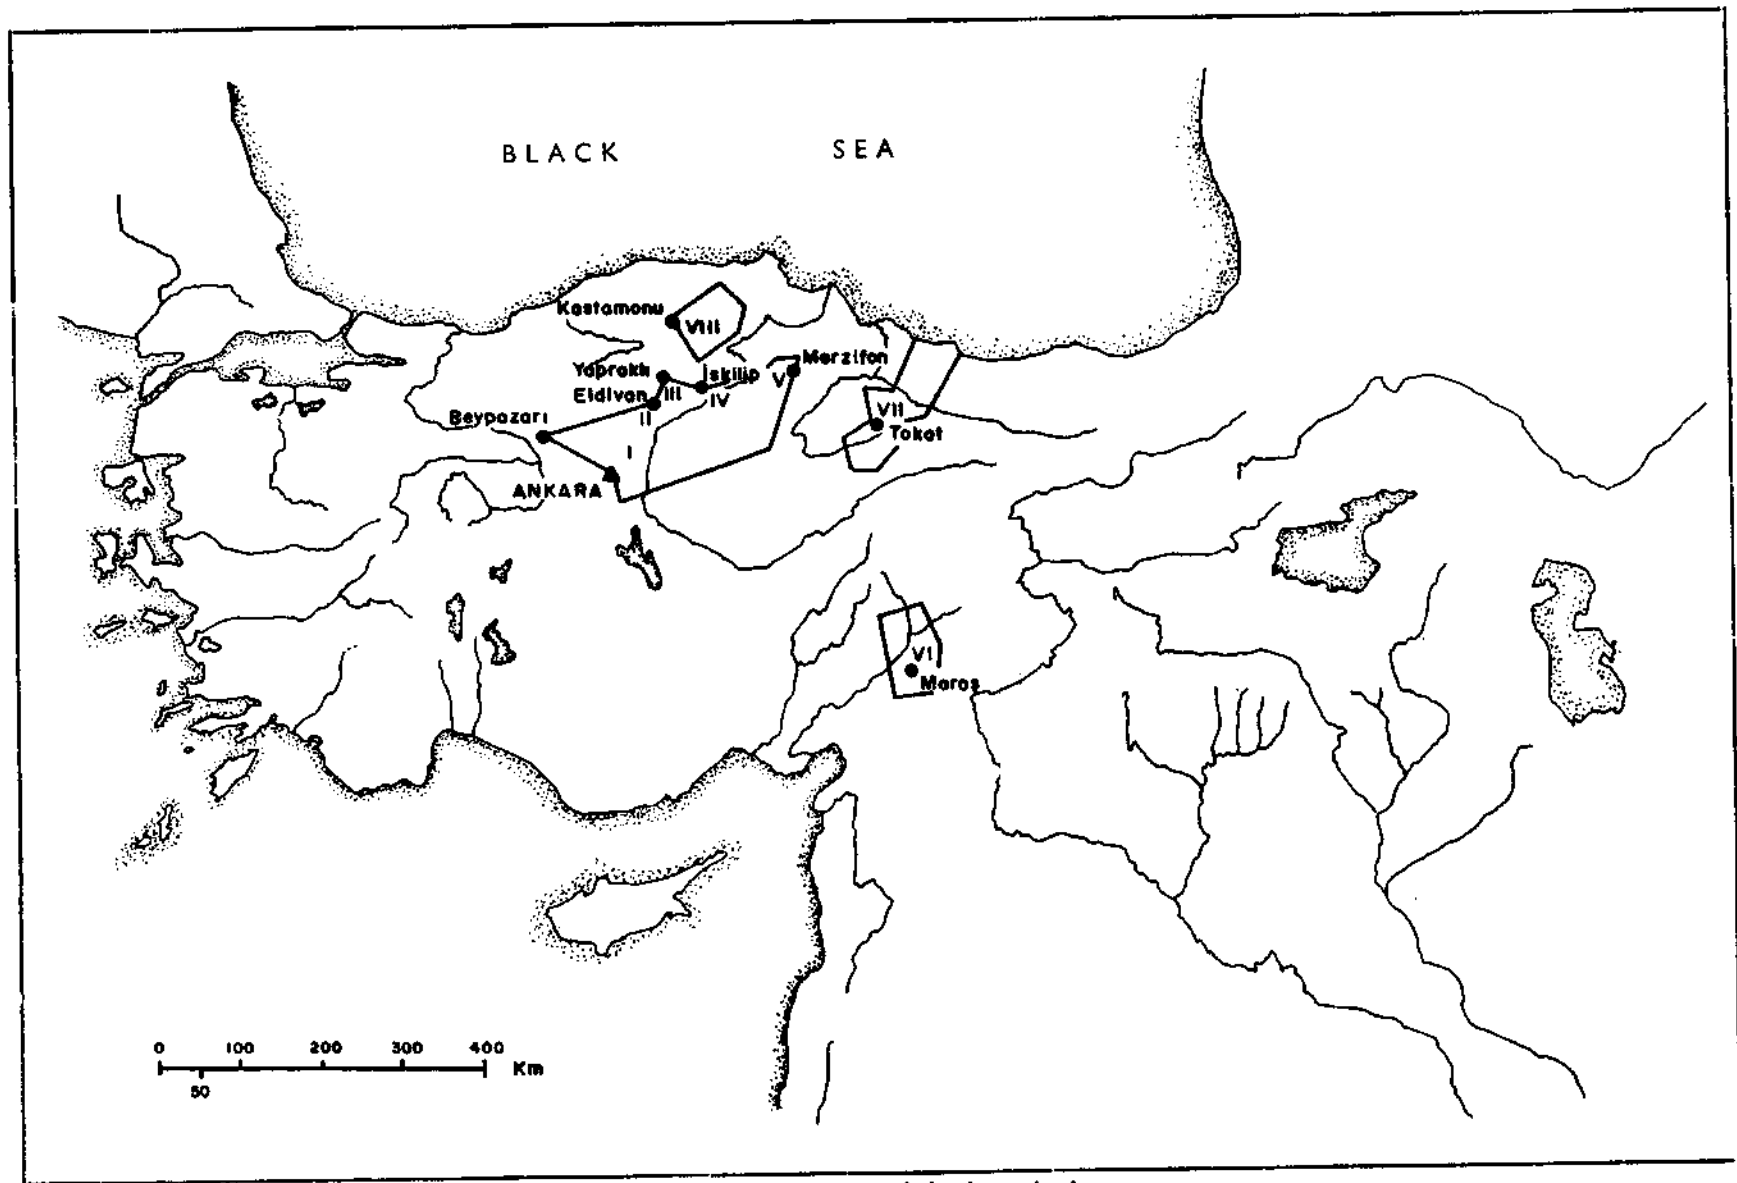 BLACK SEA
Kastamonu
VIII
Merzifon
Yapraklı
İskilip
V
Eldivan
III
IV
II
Beypazarı
VII
Tokat
I
ANKARA
VI
Maraş
0 100 200 300 400
Km
50